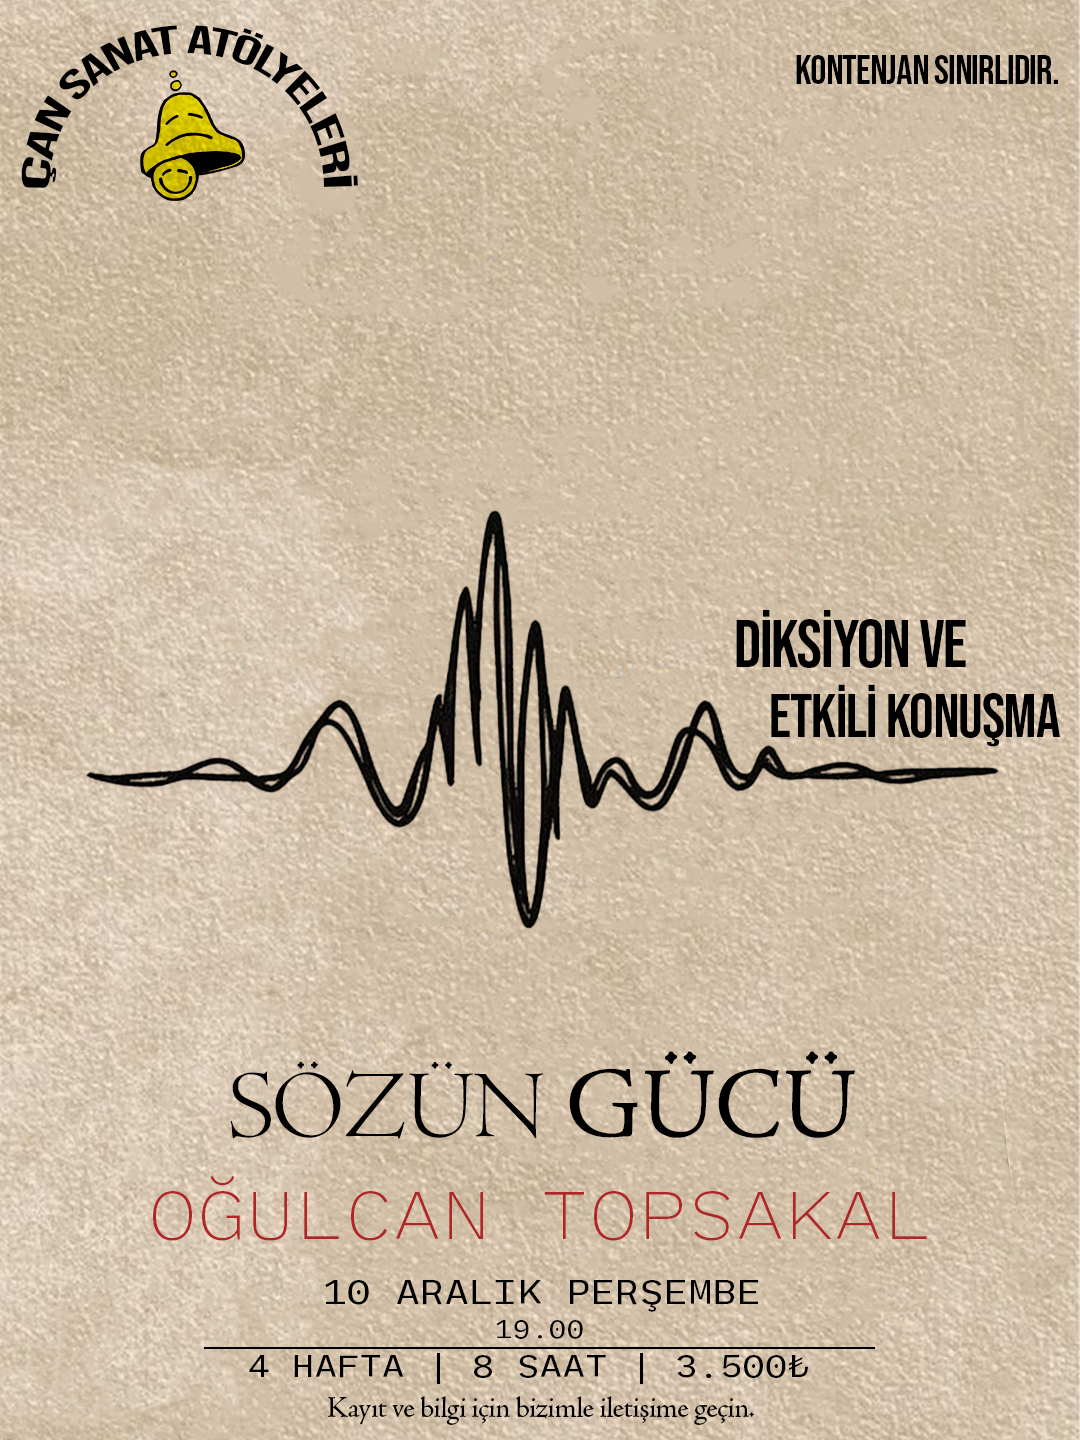 ÇAN SANAT ATÖLYELERİ
KONTENJAN SINIRLIDIR.
DİKSİYON VE
ETKİLİ KONUŞMA
SÖZÜN GÜCÜ
OĞULCAN TOPSAKAL
10 ARALIK PERŞEMBE
19.00
4 HAFTA | 8 SAAT | 3.500₺
Kayıt ve bilgi için bizimle iletişime geçin.